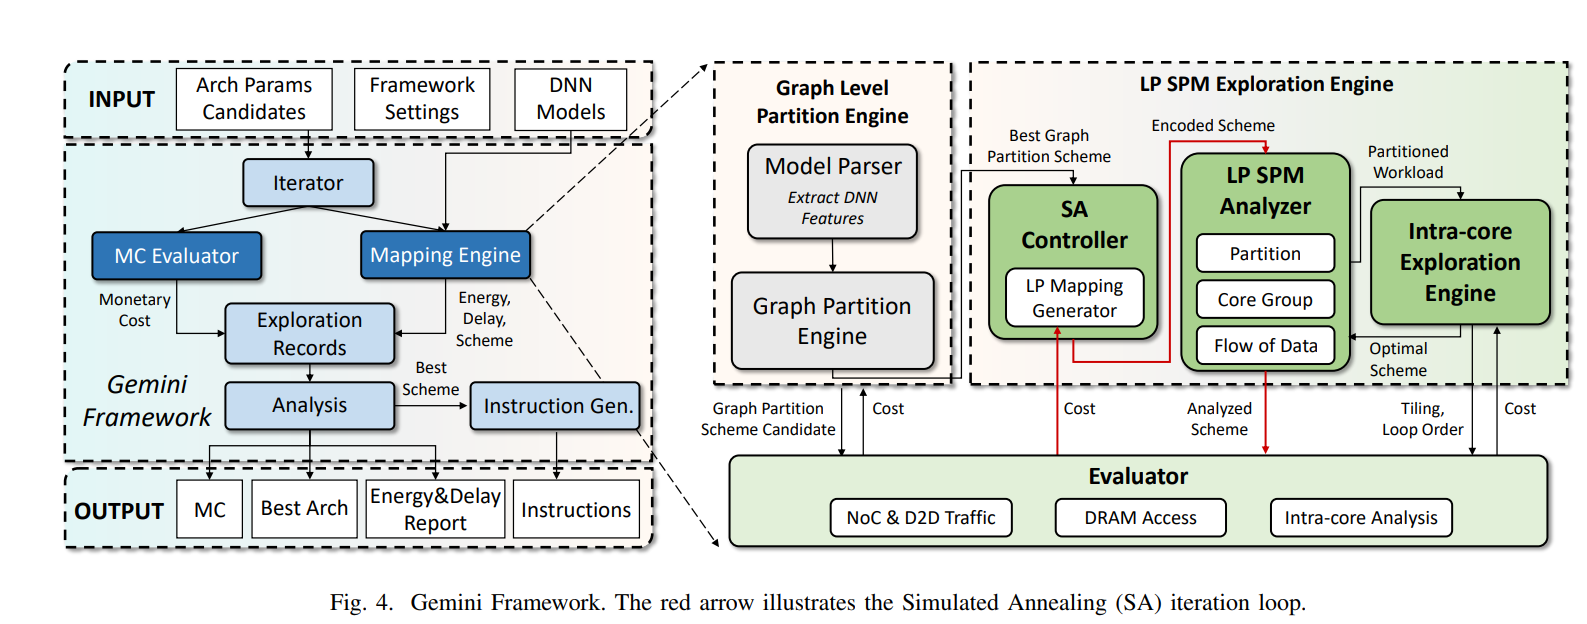 INPUT
Arch Params
Candidates
Framework
Settings
DNN
Models
Iterator
MC Evaluator
Mapping Engine
Monetary
Cost
Energy,
Delay,
Scheme
Exploration
Records
Gemini
Framework
Analysis
Best
Scheme
Instruction Gen.
OUTPUT
MC
Best Arch
Energy&Delay
Report
Instructions
Graph Level
Partition Engine
Model Parser
Extract DNN
Features
Graph Partition
Engine
LP SPM Exploration Engine
Best Graph
Partition Scheme
Encoded Scheme
SA
Controller
LP Mapping
Generator
LP SPM
Analyzer
Partition
Core Group
Flow of Data
Partitioned
Workload
Intra-core
Exploration
Engine
Optimal
Scheme
Graph Partition
Scheme Candidate
Cost
Cost
Analyzed
Scheme
Tiling,
Loop Order
Cost
Evaluator
NoC & D2D Traffic
DRAM Access
Intra-core Analysis
Fig. 4. Gemini Framework. The red arrow illustrates the Simulated Annealing (SA) iteration loop.